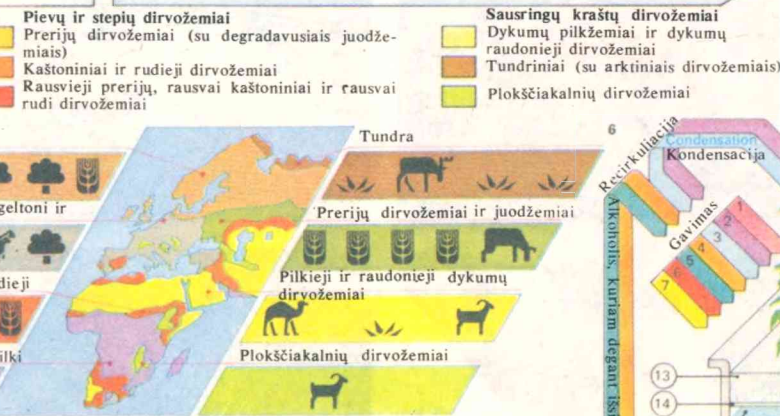 Pievų ir stepių dirvožemiai
Prerijų dirvožemiai (su degradavusiais juodže-
miais)
Kaštoniniai ir rudieji dirvožemiai
Rausvieji prerijų, rausvai kaštoniniai ir rausvai
rudi dirvožemiai
Sausringų kraštų dirvožemiai
Dykumų pilkžemiai ir dykumų
raudonieji dirvožemiai
Tundriniai (su arktiniais dirvožemiais)
Plokščiakalnių dirvožemiai
Tundra
geltoni ir
Prerijų dirvožemiai ir juodžemiai
dieji
Pilkieji ir raudonieji dykumų
dirvožemiai
ilki
Plokščiakalnių dirvožemiai
6
Recirkuliacija
Condensation
Kondensacija
Gavimas
1
2
3
4
5
6
7
Alkoholis, kuriam degant išsi
13
14